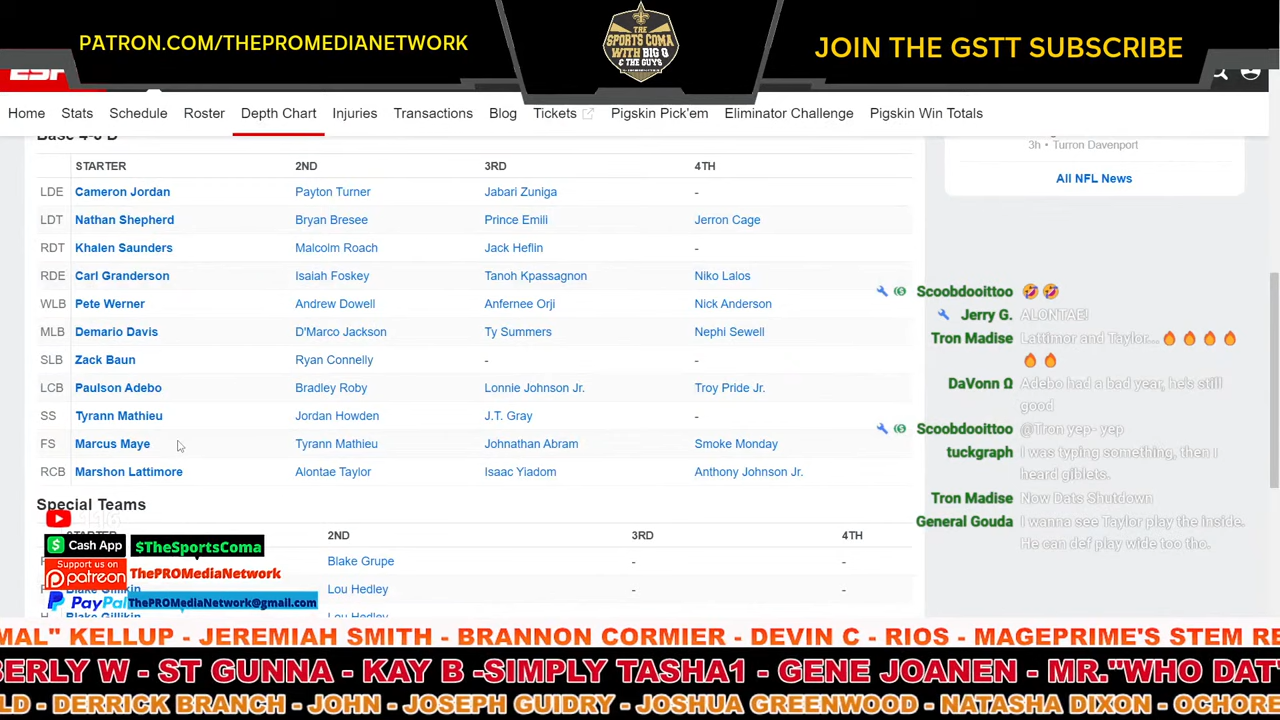 PATRON.COM/THEPROMEDIANETWORK
THE
SPORTS COMA
WITH BIG Q
& THE GUYS
JOIN THE GSTT SUBSCRIBE
Home Stats Schedule Roster Depth Chart Injuries Transactions Blog Tickets Pigskin Pick'em Eliminator Challenge Pigskin Win Totals
STARTER 2ND 3RD 4TH
LDE Cameron Jordan Payton Turner Jabari Zuniga -
LDT Nathan Shepherd Bryan Bresee Prince Emili Jerron Cage
RDT Khalen Saunders Malcolm Roach Jack Heflin -
RDE Carl Granderson Isaiah Foskey Tanoh Kpassagnon Niko Lalos
WLB Pete Werner Andrew Dowell Anfernee Orji Nick Anderson
MLB Demario Davis D'Marco Jackson Ty Summers Nephi Sewell
SLB Zack Baun Ryan Connelly - -
LCB Paulson Adebo Bradley Roby Lonnie Johnson Jr. Troy Pride Jr.
SS Tyrann Mathieu Jordan Howden J.T. Gray -
FS Marcus Maye Tyrann Mathieu Johnathan Abram Smoke Monday
RCB Marshon Lattimore Alontae Taylor Isaac Yiadom Anthony Johnson Jr.
3h • Turron Davenport
All NFL News
Scoobdooittoo 🤣🤣
Jerry G. ALONTAE!
Tron Madise Lattimor and Taylor... 🔥🔥🔥🔥
🔥🔥
DaVonn Ω Adebo had a bad year, he's still
good
Scoobdooittoo @Tron yep- yep
tuckgraph I was typing something, then I
heard giblets.
Tron Madise Now Dats Shutdown
General Gouda I wanna see Taylor play the inside.
He can def play wide too tho.
Special Teams
2ND 3RD 4TH
Blake Grupe - -
Lou Hedley - -
Lou Hedley
Cash App $TheSportsComa
Support us on
patreon ThePROMediaNetwork
PayPal ThePROMediaNetwork@gmail.com
MAL" KELLUP - JEREMIAH SMITH - BRANNON CORMIER - DEVIN C - RIOS - MAGEPRIME'S STEM RE
BERLY W - ST GUNNA - KAY B -SIMPLY TASHA1 - GENE JOANEN - MR."WHO DAT
LD - DERRICK BRANCH - JOHN - JOSEPH GUIDRY - JOSHUA GREENWOOD - NATASHA DIXON - OCHORE